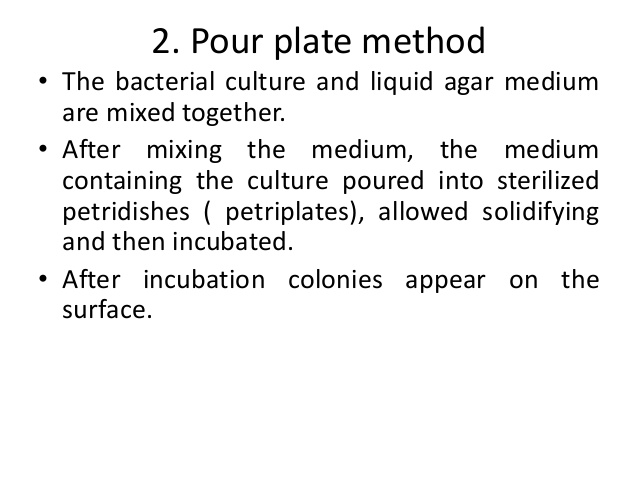 2. Pour plate method
• The bacterial culture and liquid agar medium
are mixed together.
• After mixing the medium, the medium
containing the culture poured into sterilized
petridishes ( petriplates), allowed solidifying
and then incubated.
• After incubation colonies appear on the
surface.